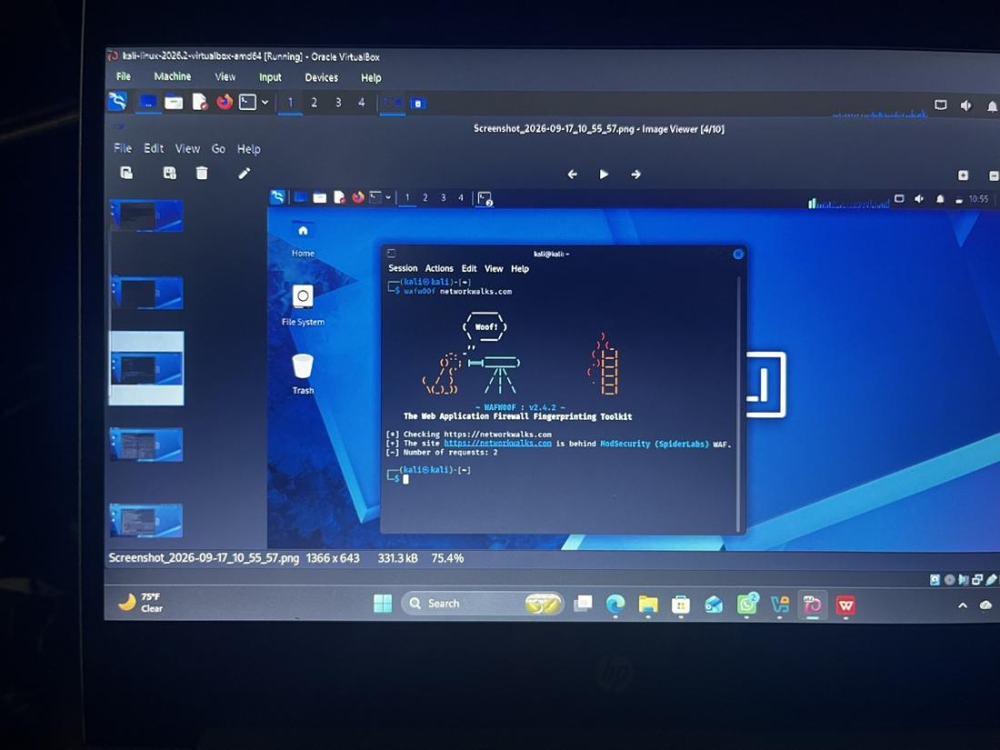 kali-linux-2026.2-virtualbox-amd64 [Running] - Oracle VirtualBox
File Machine View Input Devices Help
1 2 3 4
Screenshot_2026-09-17_10_55_57.png - Image Viewer [4/10]
File Edit View Go Help
1 2 3 4
10:55
Home
File System
Trash
kali@kali: ~
Session Actions Edit View Help
(kali㉿kali)-[~]
$ wafw00f networkwalks.com
Woof!
~ WAFW00F : v2.4.2 ~
The Web Application Firewall Fingerprinting Toolkit
[*] Checking https://networkwalks.com
[+] The site https://networkwalks.com is behind ModSecurity (SpiderLabs) WAF.
[~] Number of requests: 2
(kali㉿kali)-[~]
$
Screenshot_2026-09-17_10_55_57.png 1366 x 643 331.3 kB 75.4%
75°F
Clear
Search
2
W
hp